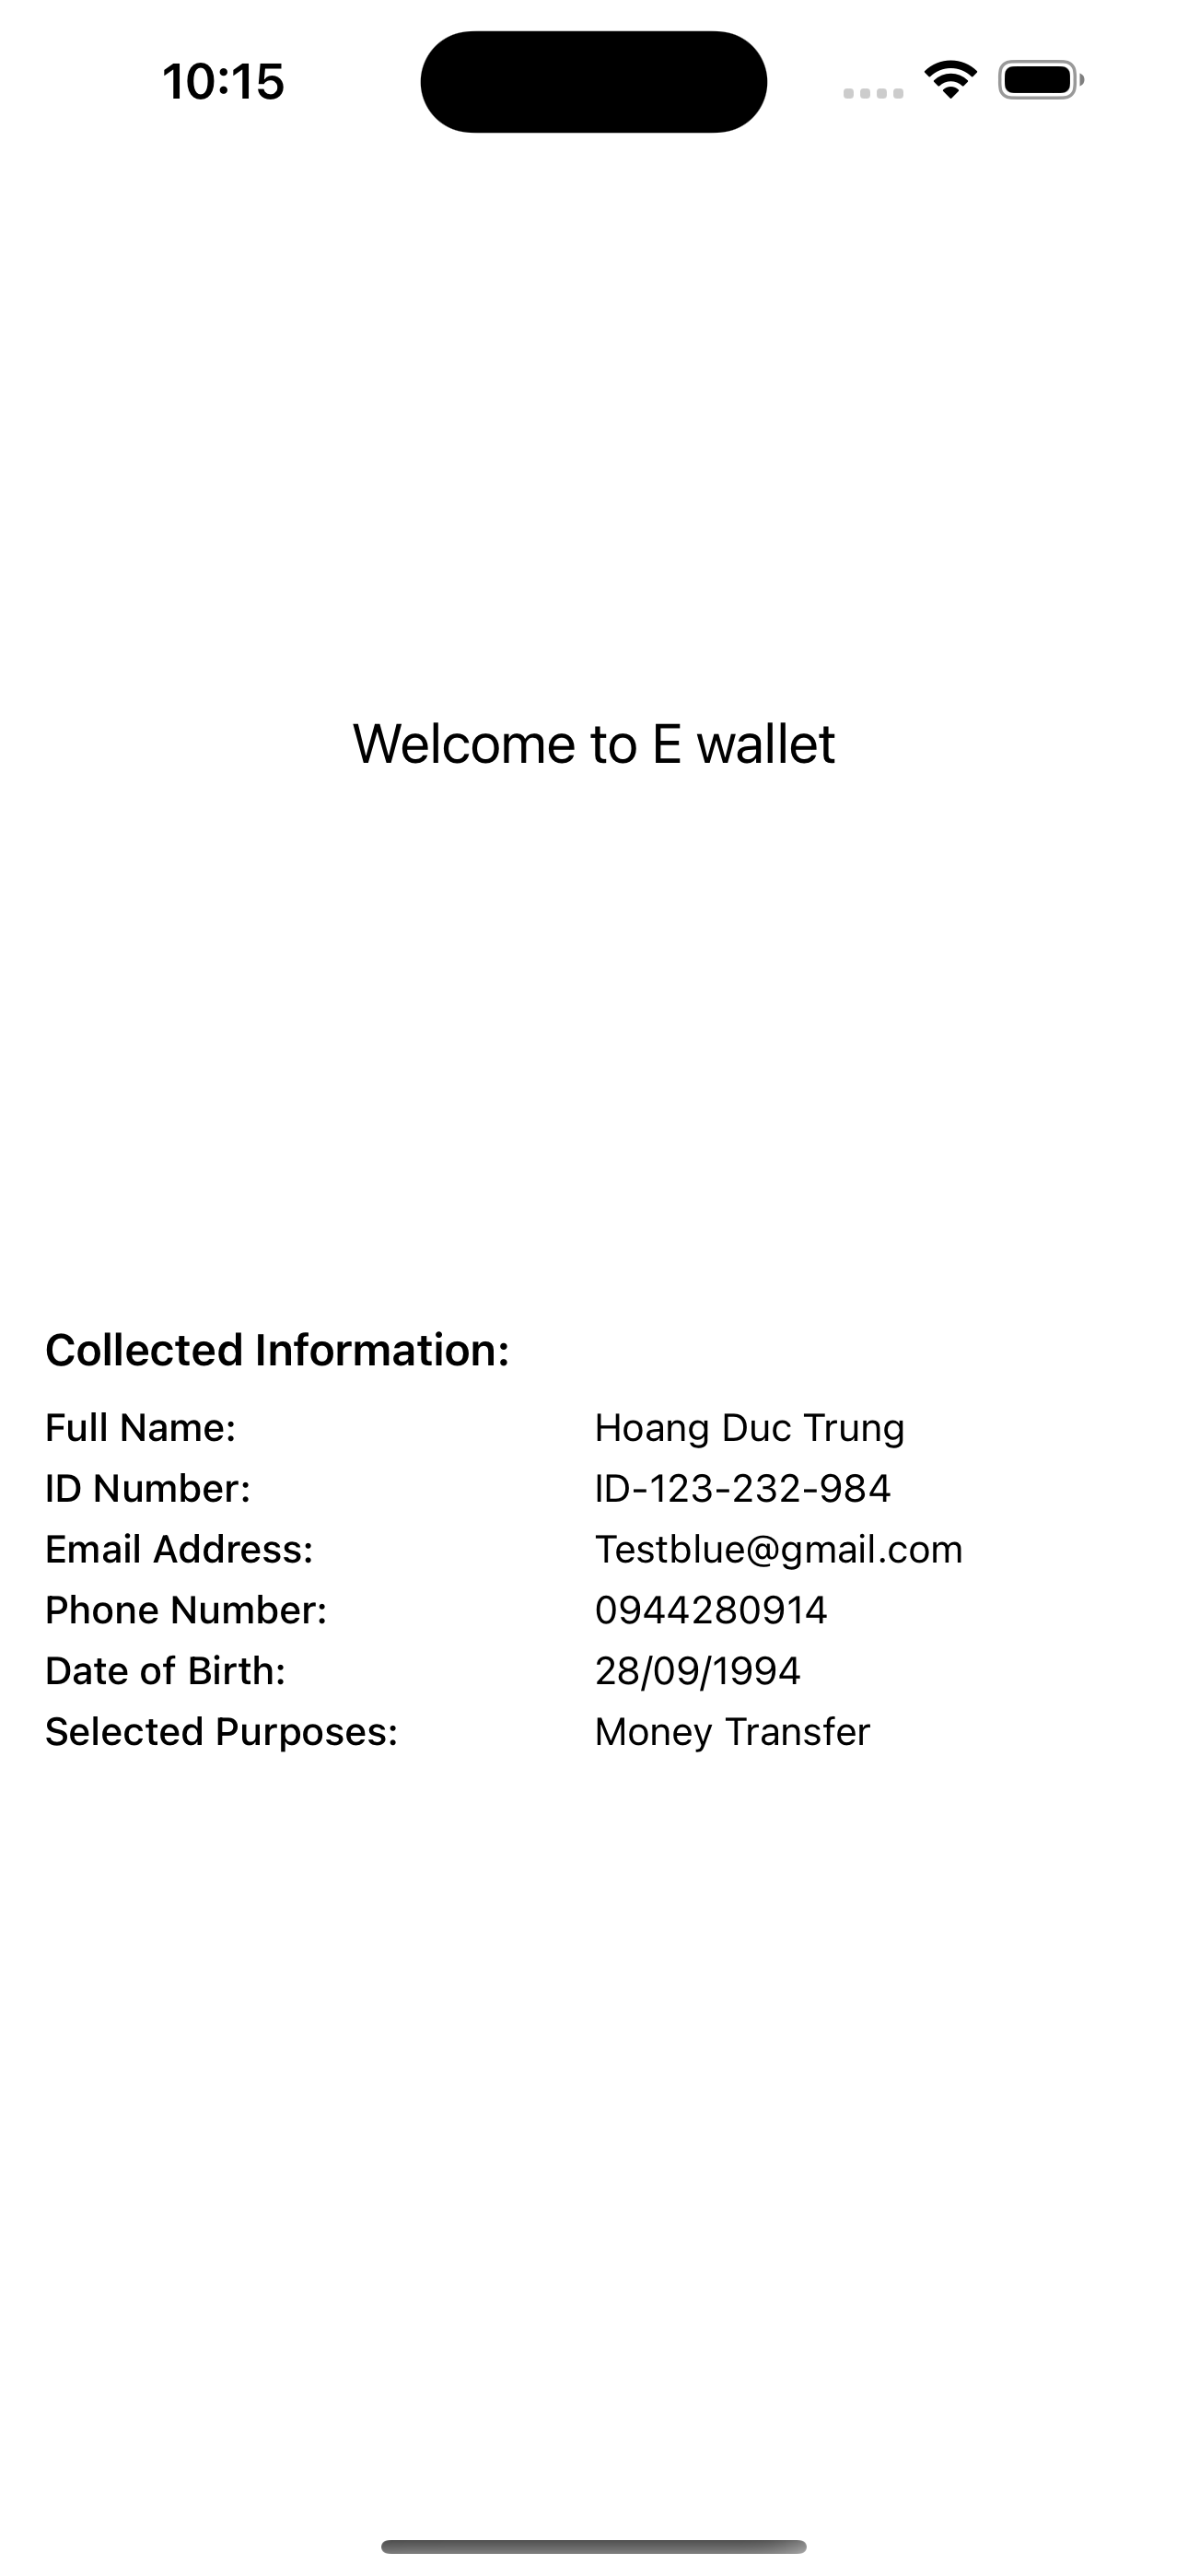 10:15
Welcome to E wallet
Collected Information:
Full Name: Hoang Duc Trung
ID Number: ID-123-232-984
Email Address: Testblue@gmail.com
Phone Number: 0944280914
Date of Birth: 28/09/1994
Selected Purposes: Money Transfer